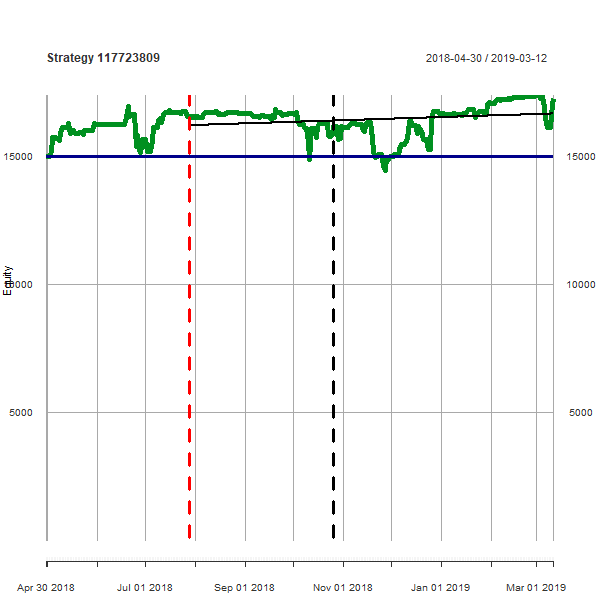 Strategy 117723809
2018-04-30 / 2019-03-12
15000 15000
10000 10000
Equity
5000 5000
Apr 30 2018 Jul 01 2018 Sep 01 2018 Nov 01 2018 Jan 01 2019 Mar 01 2019